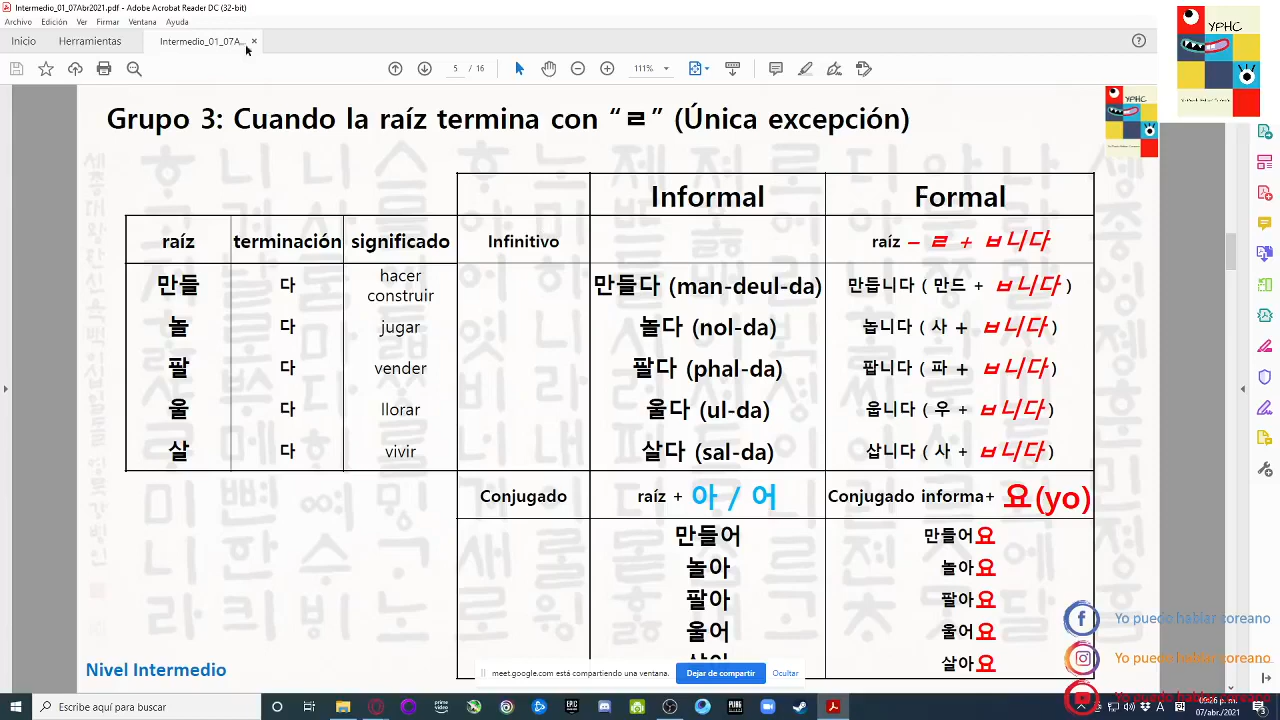 Intermedio_01_07Abr2021.pdf - Adobe Acrobat Reader DC (32-bit)
Archivo Edición Ver Firmar Ventana Ayuda
Inicio Herramientas Intermedio_01_07A... ×
5 / 111%
YPHC
YPHC
Grupo 3: Cuando la raíz termina con “ㄹ” (Única excepción)
Informal Formal
raíz terminación significado Infinitivo raíz – ㄹ + ㅂ니다
만들 다 hacer construir 만들다 (man-deul-da) 만듭니다 ( 만드 + ㅂ니다 )
놀 다 jugar 놀다 (nol-da) 놉니다 ( 사 + ㅂ니다 )
팔 다 vender 팔다 (phal-da) 팝니다 ( 파 + ㅂ니다 )
울 다 llorar 울다 (ul-da) 웁니다 ( 우 + ㅂ니다 )
살 다 vivir 살다 (sal-da) 삽니다 ( 사 + ㅂ니다 )
Conjugado raíz + 아 / 어 Conjugado informa+ 요(yo)
만들어 만들어요
놀아 놀아요
팔아 팔아요
울어 울어요
살아요
Nivel Intermedio
meet.google.com está compartiendo una ventana. Dejar de compartir Ocultar
Yo puedo hablar coreano
Yo puedo hablar coreano
Yo puedo hablar coreano
Escribe aquí para buscar
07/abr./2021